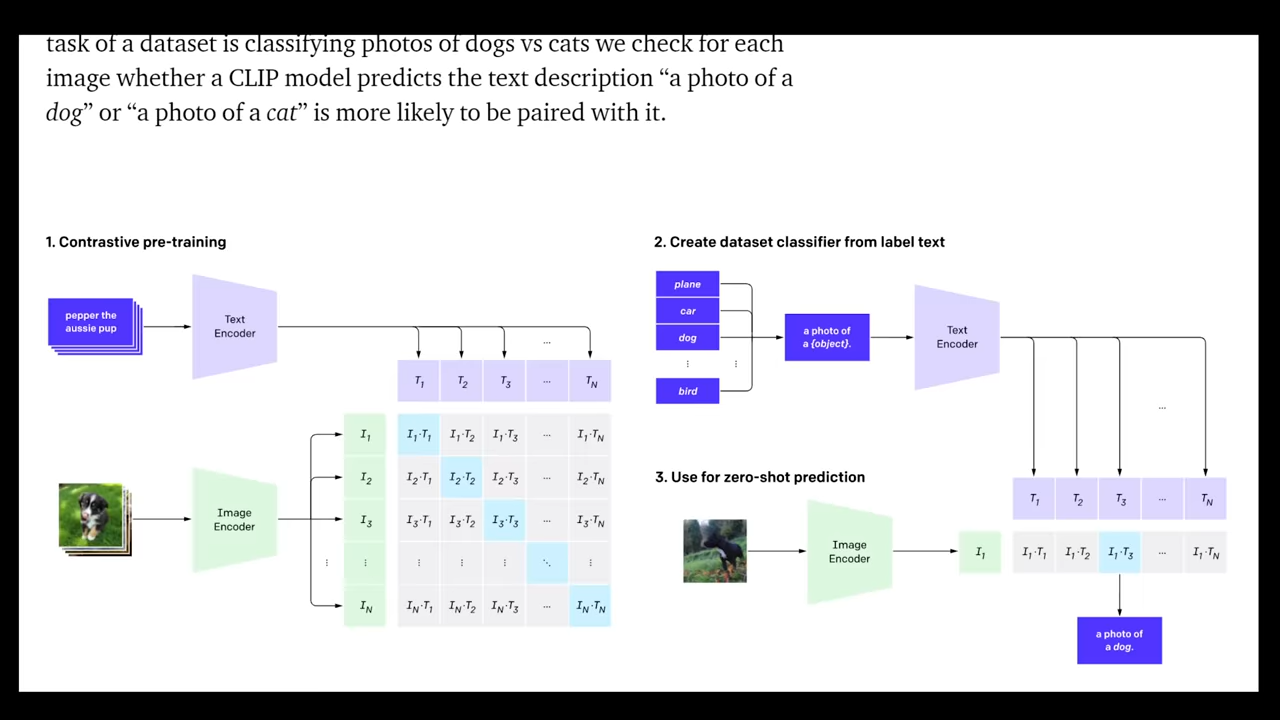 task of a dataset is classifying photos of dogs vs cats we check for each
image whether a CLIP model predicts the text description “a photo of a
dog” or “a photo of a cat” is more likely to be paired with it.
1. Contrastive pre-training
pepper the
aussie pup
Text
Encoder
...
T1 T2 T3 ... TN
Image
Encoder
I1 I1·T1 I1·T2 I1·T3 ... I1·TN
I2 I2·T1 I2·T2 I2·T3 ... I2·TN
I3 I3·T1 I3·T2 I3·T3 ... I3·TN
⋮ ⋮ ⋮ ⋮ ⋮ ⋱ ⋮
IN IN·T1 IN·T2 IN·T3 ... IN·TN
2. Create dataset classifier from label text
plane
car
dog
⋮ ⋮
bird
a photo of
a {object}.
Text
Encoder
...
3. Use for zero-shot prediction
T1 T2 T3 ... TN
Image
Encoder
I1 I1·T1 I1·T2 I1·T3 ... I1·TN
a photo of
a dog.